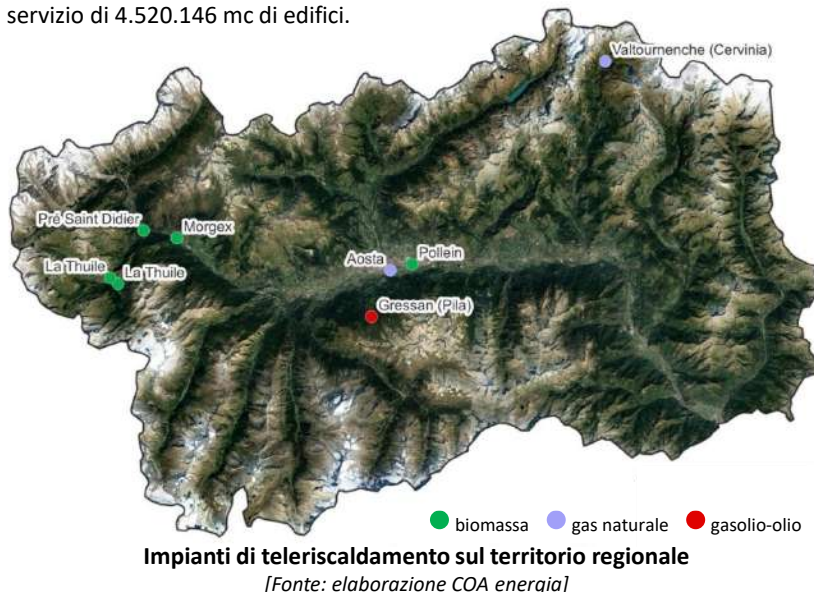 servizio di 4.520.146 mc di edifici.
Valtournenche (Cervinia)
Pré Saint Didier
Morgex
La Thuile
La Thuile
Aosta
Pollein
Gressan (Pila)
biomassa gas naturale gasolio-olio
Impianti di teleriscaldamento sul territorio regionale
[Fonte: elaborazione COA energia]